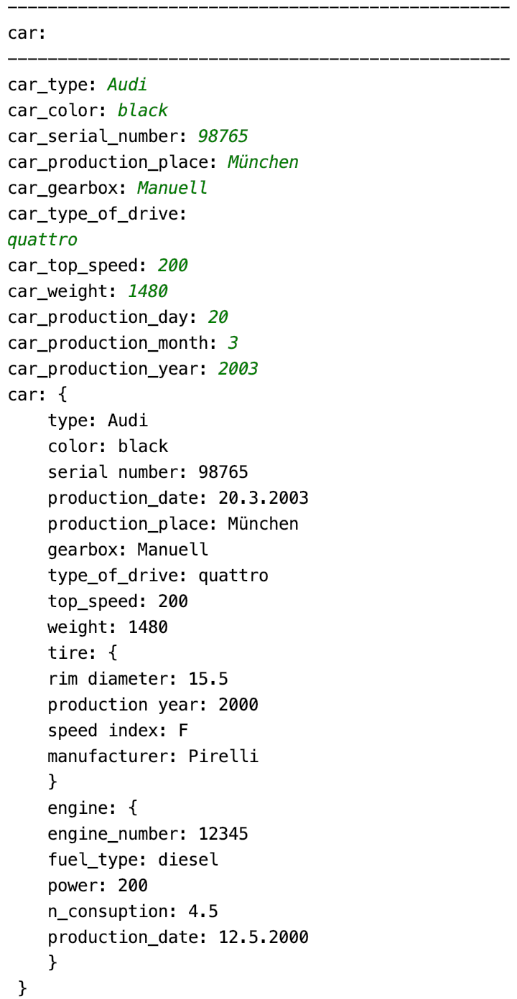 --------------------------------------------------
car:
--------------------------------------------------
car_type: Audi
car_color: black
car_serial_number: 98765
car_production_place: München
car_gearbox: Manuell
car_type_of_drive:
quattro
car_top_speed: 200
car_weight: 1480
car_production_day: 20
car_production_month: 3
car_production_year: 2003
car: {
    type: Audi
    color: black
    serial number: 98765
    production_date: 20.3.2003
    production_place: München
    gearbox: Manuell
    type_of_drive: quattro
    top_speed: 200
    weight: 1480
    tire: {
    rim diameter: 15.5
    production year: 2000
    speed index: F
    manufacturer: Pirelli
    }
    engine: {
    engine_number: 12345
    fuel_type: diesel
    power: 200
    n_consuption: 4.5
    production_date: 12.5.2000
    }
 }